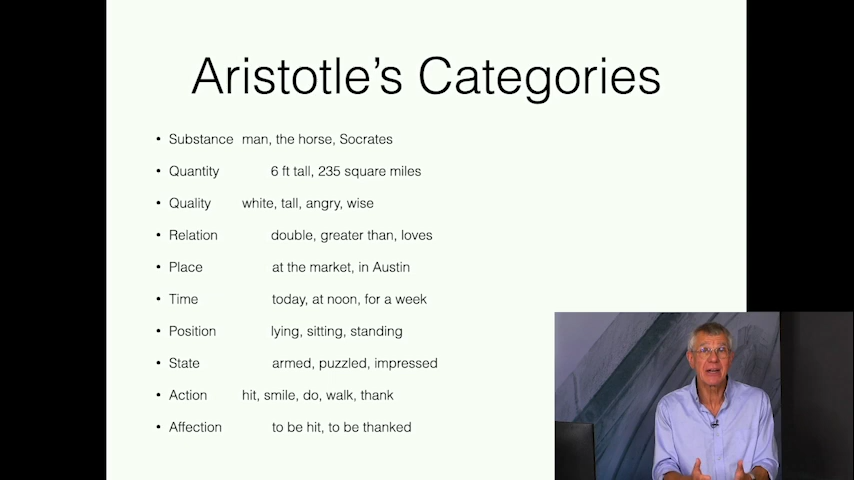 Aristotle's Categories
• Substance man, the horse, Socrates
• Quantity 6 ft tall, 235 square miles
• Quality white, tall, angry, wise
• Relation double, greater than, loves
• Place at the market, in Austin
• Time today, at noon, for a week
• Position lying, sitting, standing
• State armed, puzzled, impressed
• Action hit, smile, do, walk, thank
• Affection to be hit, to be thanked